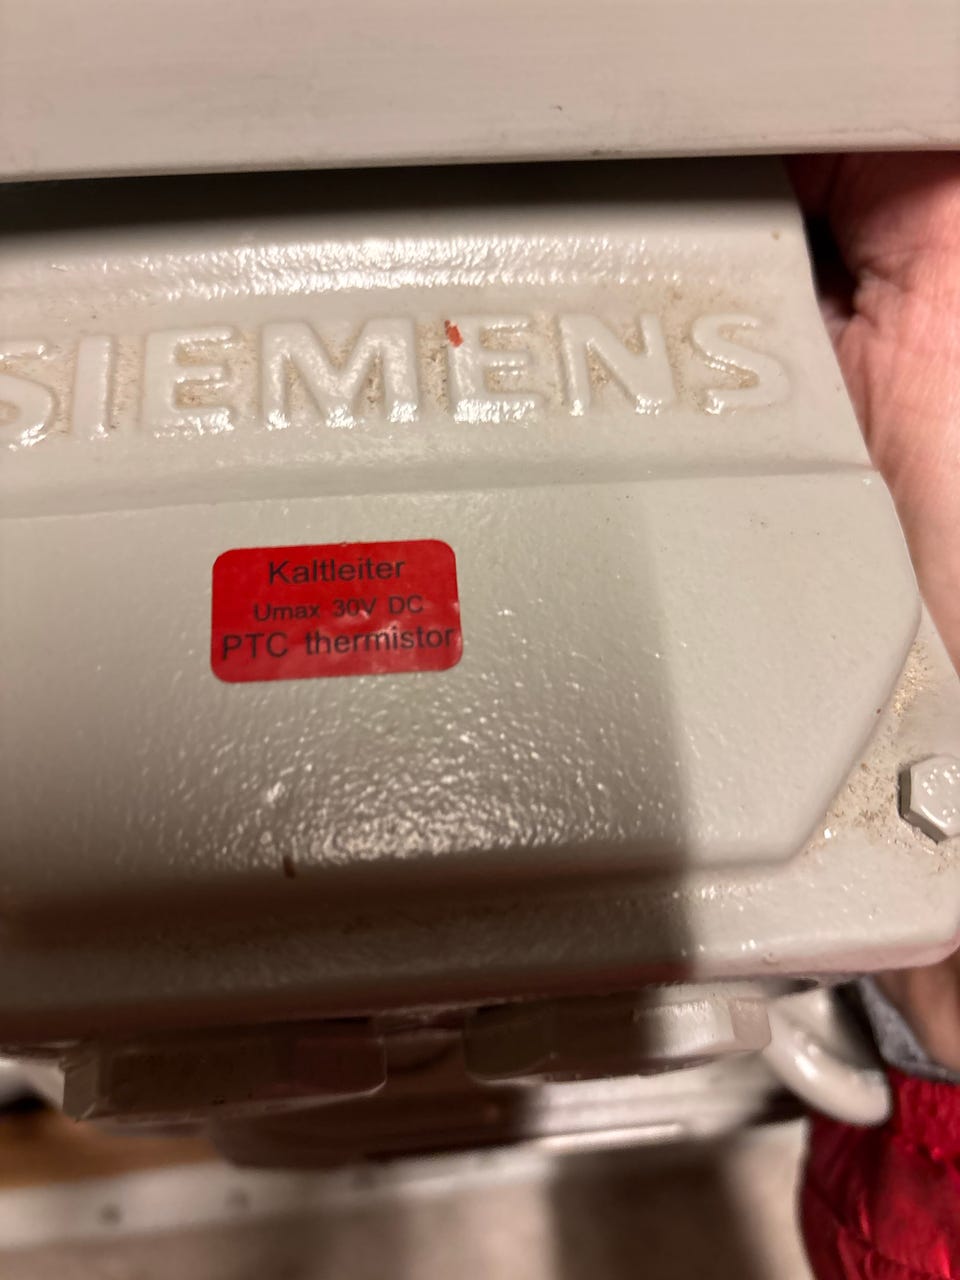 SIEMENS
Kaltleiter
Umax 30V DC
PTC thermistor